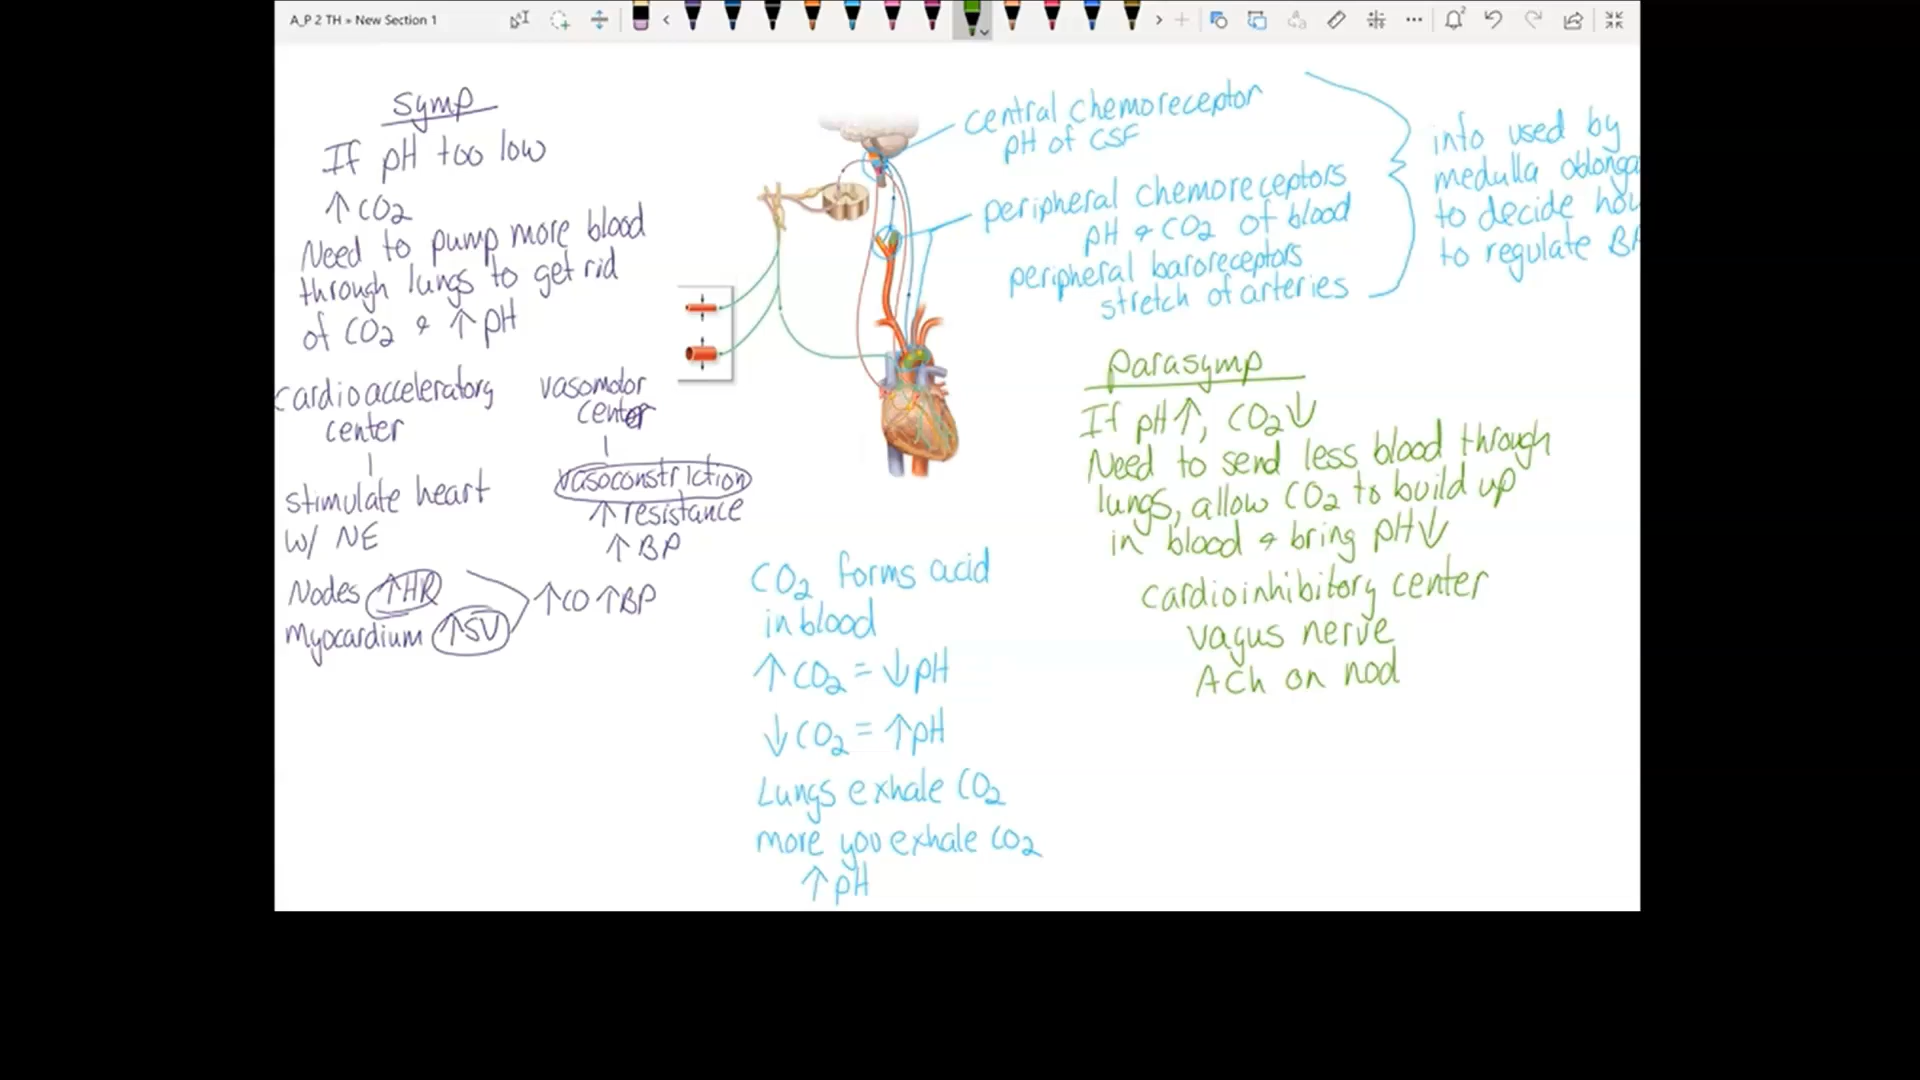 A_P 2 TH » New Section 1
symp
If pH too low
↑ CO2
Need to pump more blood
through lungs to get rid
of CO2 & ↑ pH
cardioacceleratory
center
stimulate heart
w/ NE
Nodes ↑HR
Myocardium ↑SV
↑CO ↑BP
vasomotor
center
vasoconstriction
↑ resistance
↑ BP
central chemoreceptor
pH of CSF
peripheral chemoreceptors
pH & CO2 of blood
peripheral baroreceptors
stretch of arteries
info used by
medulla oblonga
to decide how
to regulate BP
CO2 forms acid
in blood
↑ CO2 = ↓ pH
↓ CO2 = ↑ pH
Lungs exhale CO2
more you exhale CO2
↑ pH
parasymp
If pH↑, CO2↓
Need to send less blood through
lungs, allow CO2 to build up
in blood & bring pH↓
cardioinhibitory center
vagus nerve
ACh on nod